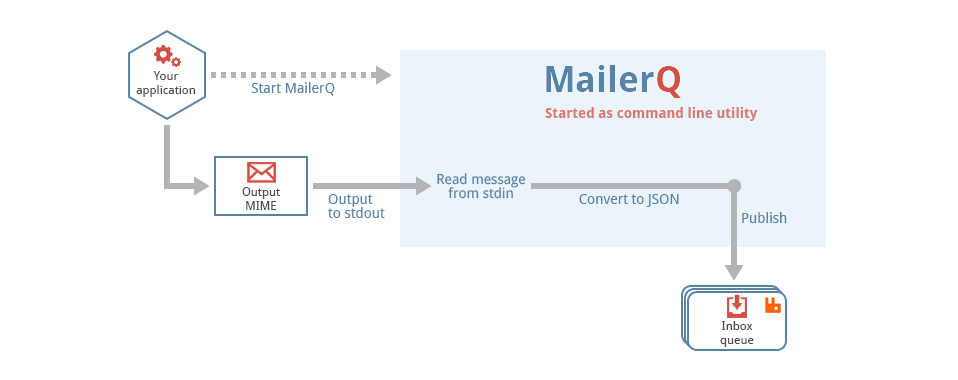 Your
application
Start MailerQ
MailerQ
Started as command line utility
Output
MIME
Output
to stdout
Read message
from stdin
Convert to JSON
Publish
Inbox
queue